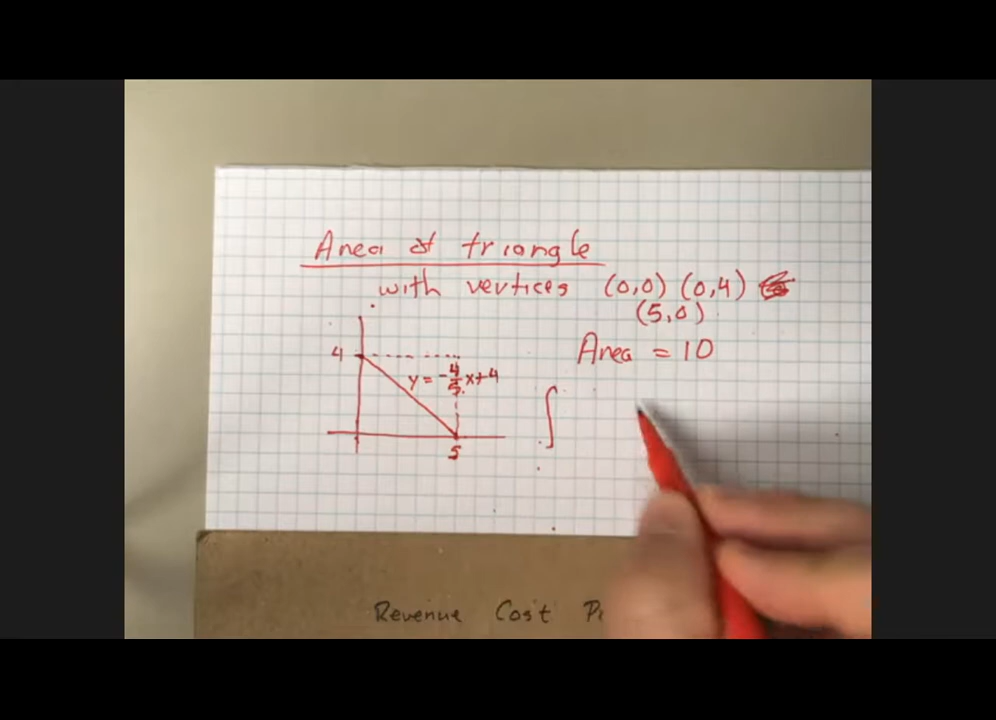 Area of triangle
with vertices (0,0) (0,4)
(5,0)
Area = 10
4
y = -4/5 x+4
5
∫
Revenue Cost